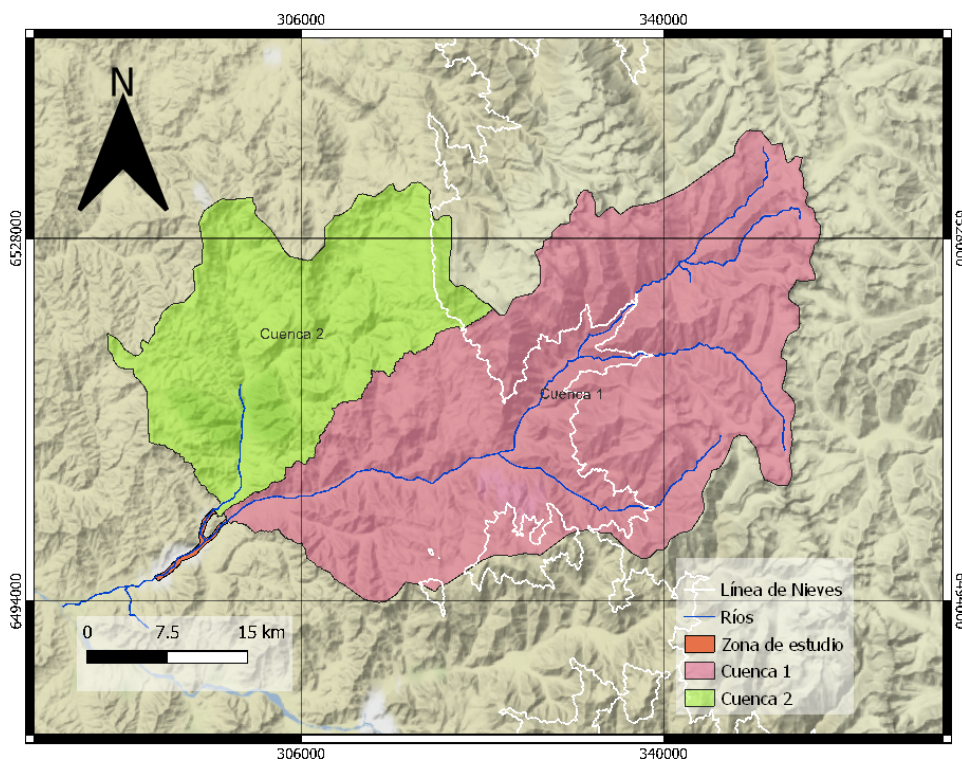 306000 340000
N
6528000 6528000
Cuenca 2
Cuenca 1
6494000 6494000
0 7.5 15 km
Línea de Nieves
Ríos
Zona de estudio
Cuenca 1
Cuenca 2
306000 340000